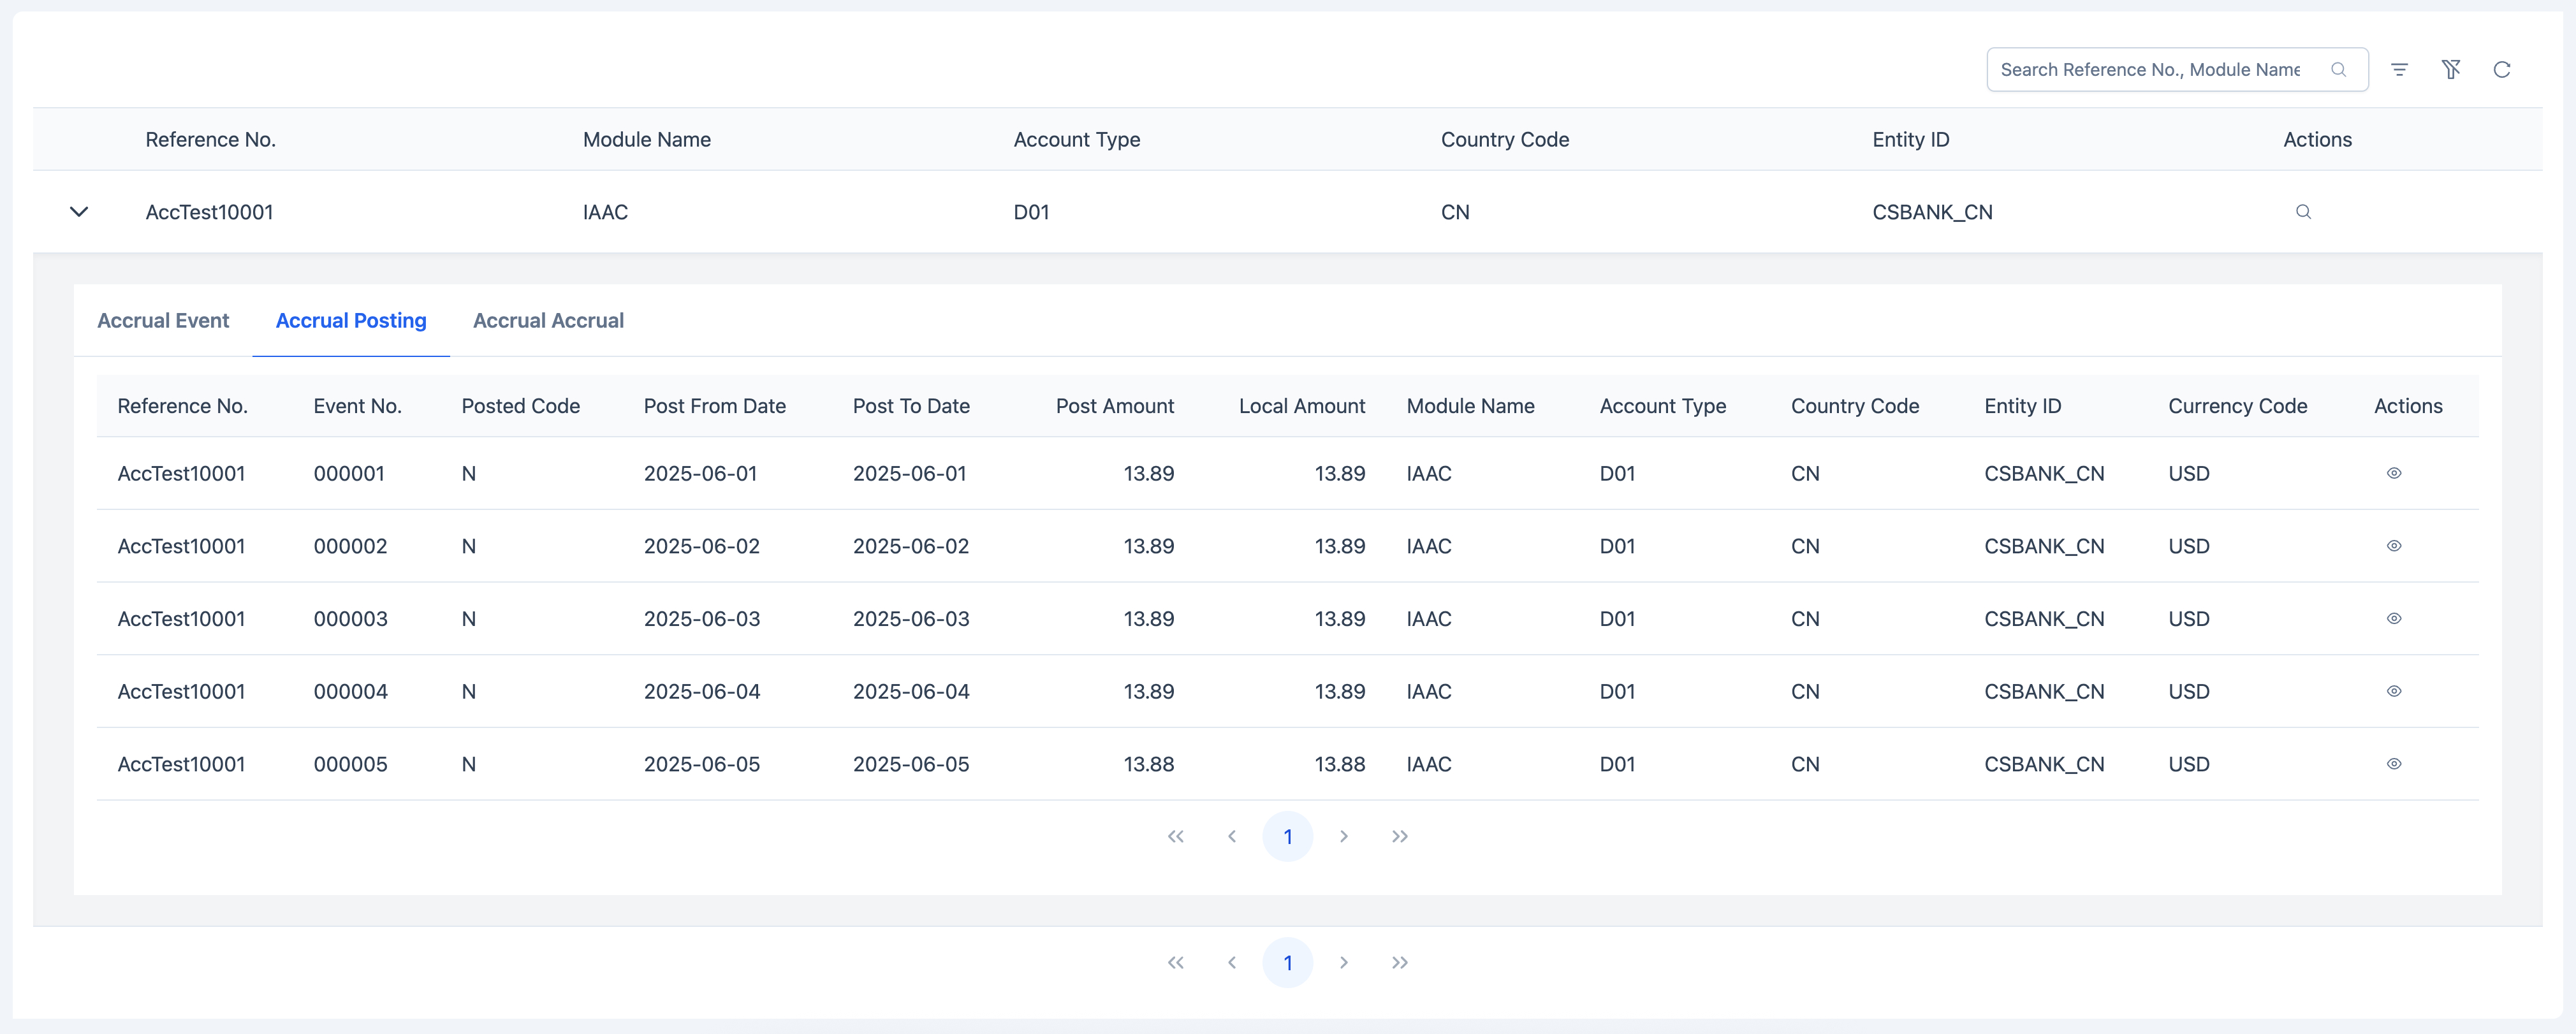 Search Reference No., Module Name
Reference No. Module Name Account Type Country Code Entity ID Actions
AccTest10001 IAAC D01 CN CSBANK_CN
Accrual Event Accrual Posting Accrual Accrual
Reference No. Event No. Posted Code Post From Date Post To Date Post Amount Local Amount Module Name Account Type Country Code Entity ID Currency Code Actions
AccTest10001 000001 N 2025-06-01 2025-06-01 13.89 13.89 IAAC D01 CN CSBANK_CN USD
AccTest10001 000002 N 2025-06-02 2025-06-02 13.89 13.89 IAAC D01 CN CSBANK_CN USD
AccTest10001 000003 N 2025-06-03 2025-06-03 13.89 13.89 IAAC D01 CN CSBANK_CN USD
AccTest10001 000004 N 2025-06-04 2025-06-04 13.89 13.89 IAAC D01 CN CSBANK_CN USD
AccTest10001 000005 N 2025-06-05 2025-06-05 13.88 13.88 IAAC D01 CN CSBANK_CN USD
1
1